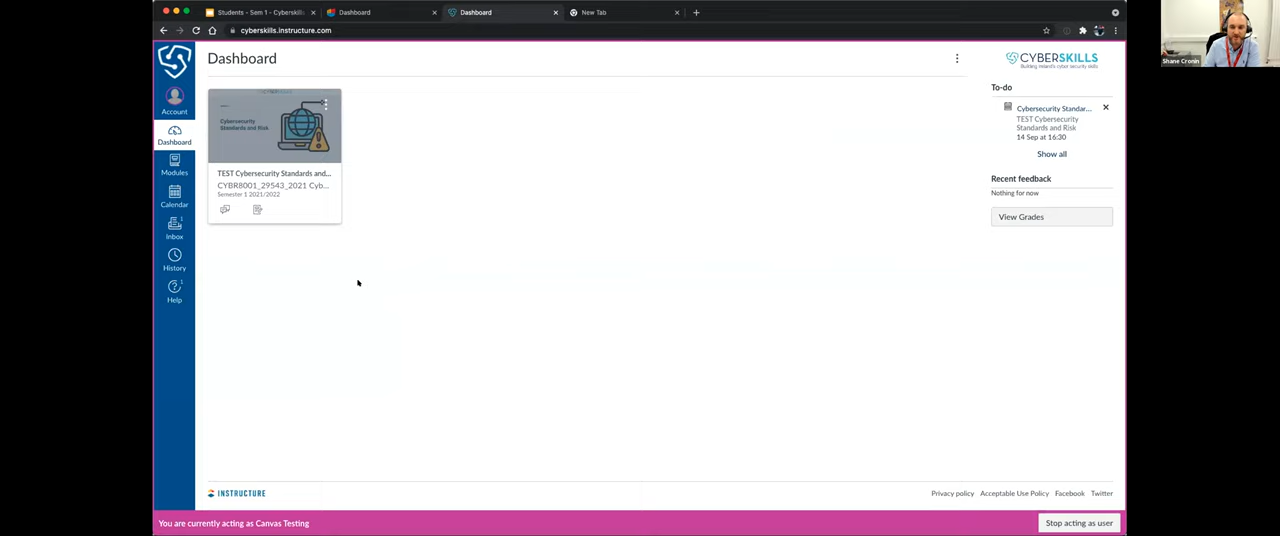 Students - Sem 1 - Cyberskills
Dashboard
Dashboard
New Tab
cyberskills.instructure.com
Shane Cronin
Dashboard
CYBERSKILLS
Building Ireland's cyber security skills
Account
Dashboard
Modules
Calendar
1
Inbox
History
1
Help
Cybersecurity
Standards and Risk
TEST Cybersecurity Standards and...
CYBR8001_29543_2021 Cyb...
Semester 1 2021/2022
To-do
Cybersecurity Standar...
TEST Cybersecurity
Standards and Risk
14 Sep at 16:30
Show all
Recent feedback
Nothing for now
View Grades
INSTRUCTURE
Privacy policy Acceptable Use Policy Facebook Twitter
You are currently acting as Canvas Testing
Stop acting as user